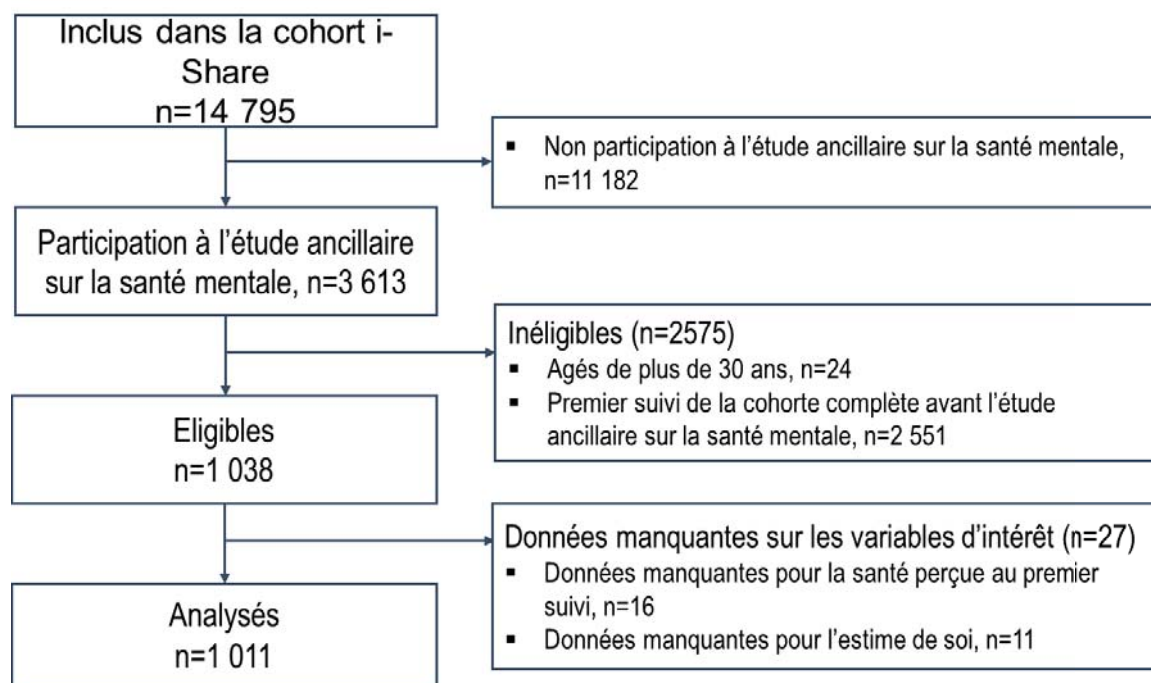 Inclus dans la cohort i-
Share
n=14 795
▪ Non participation à l'étude ancillaire sur la santé mentale,
n=11 182
Participation à l'étude ancillaire
sur la santé mentale, n=3 613
Inéligibles (n=2575)
▪ Agés de plus de 30 ans, n=24
▪ Premier suivi de la cohorte complète avant l'étude
ancillaire sur la santé mentale, n=2 551
Eligibles
n=1 038
Données manquantes sur les variables d'intérêt (n=27)
▪ Données manquantes pour la santé perçue au premier
suivi, n=16
▪ Données manquantes pour l'estime de soi, n=11
Analysés
n=1 011